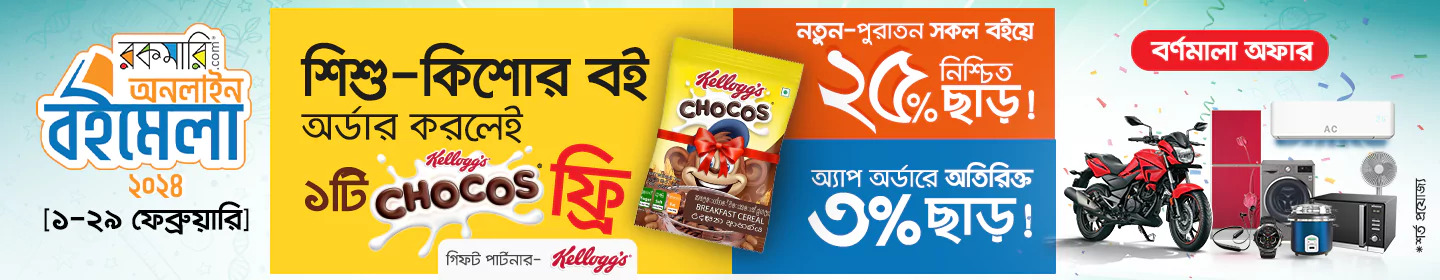 রকমারি.com
অনলাইন
বইমেলা
২০২৪
[১-২৯ ফেব্রুয়ারি]
শিশু-কিশোর বই
অর্ডার করলেই
১টি Kellogg's CHOCOS ফ্রি
গিফট পার্টনার- Kellogg's
Kellogg's
CHOCOS
BREAKFAST CEREAL
নতুন-পুরাতন সকল বইয়ে
২৫% নিশ্চিত ছাড়!
অ্যাপ অর্ডারে অতিরিক্ত
৩% ছাড়!
বর্ণমালা অফার
AC
*শর্ত প্রযোজ্য